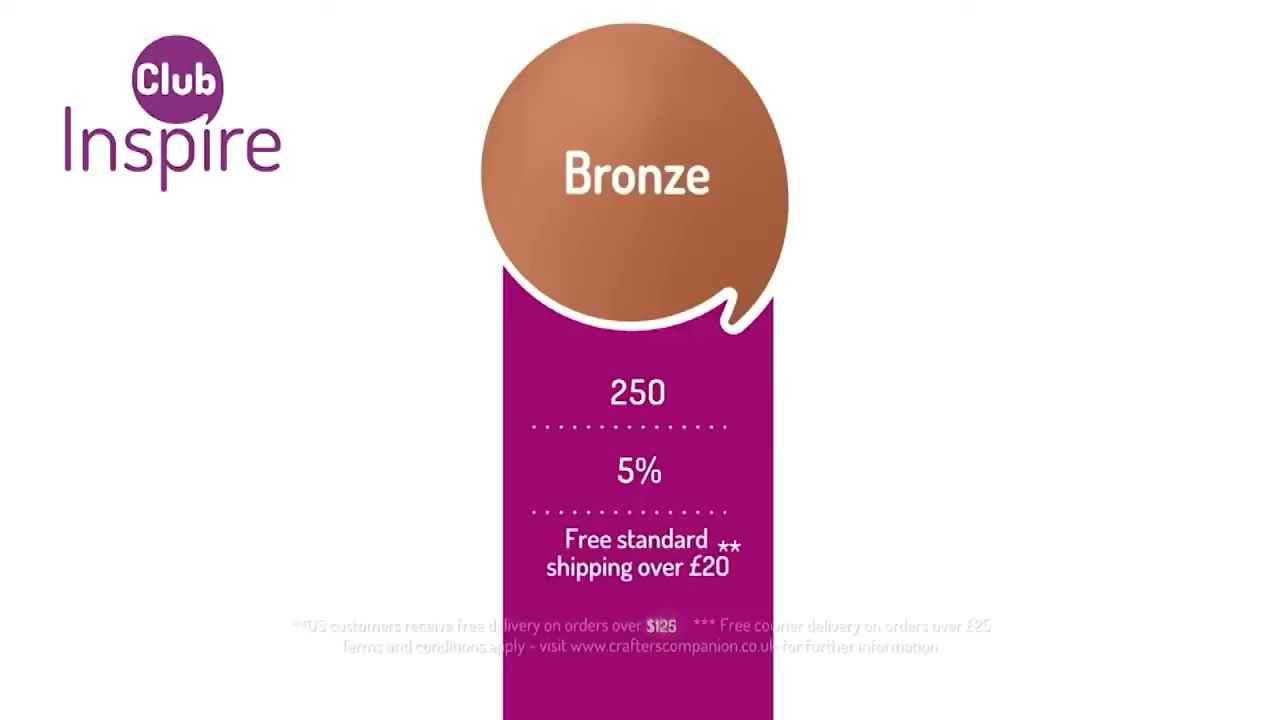 Club
Inspire
Bronze
250
5%
Free standard **
shipping over £20
**US customers receive free delivery on orders over $125 *** Free courier delivery on orders over £25
Terms and conditions apply - visit www.crafterscompanion.co.uk for further information